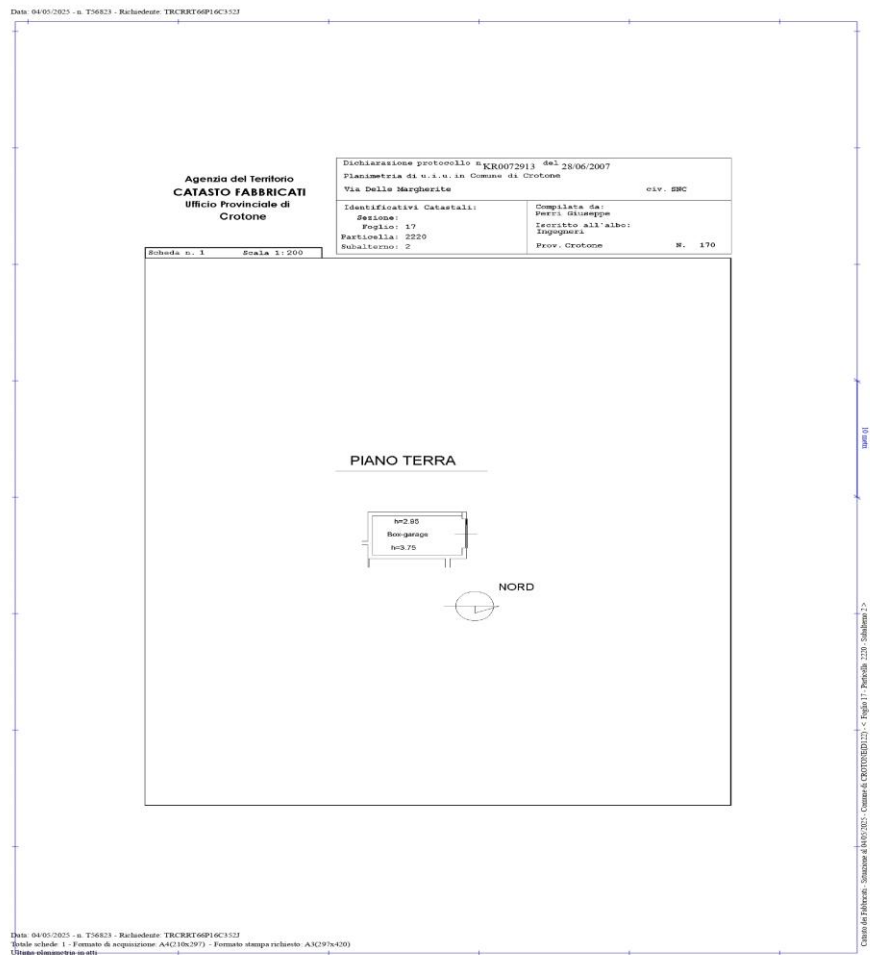 Data: 04/05/2025 - n. T56823 - Richiedente: TRCRRT66P16C352J
Agenzia del Territorio
CATASTO FABBRICATI
Ufficio Provinciale di
Crotone
Dichiarazione protocollo n. KR0072913 del 28/06/2007
Planimetria di u.i.u. in Comune di Crotone
Via Delle Margherite civ. SNC
Identificativi Catastali:
Sezione:
Foglio: 17
Particella: 2220
Subalterno: 2
Compilata da:
Perri Giuseppe
Iscritto all'albo:
Ingegneri
Prov. Crotone N. 170
Scheda n. 1 Scala 1:200
PIANO TERRA
h=2.95
Box-garage
h=3.75
NORD
10 metri
Catasto dei Fabbricati - Situazione al 04/05/2025 - Comune di CROTONE(D122) - < Foglio 17 - Particella 2220 - Subalterno 2 >
Data: 04/05/2025 - n. T56823 - Richiedente: TRCRRT66P16C352J
Totale schede: 1 - Formato di acquisizione: A4(210x297) - Formato stampa richiesto: A3(297x420)
Ultima planimetria in atti